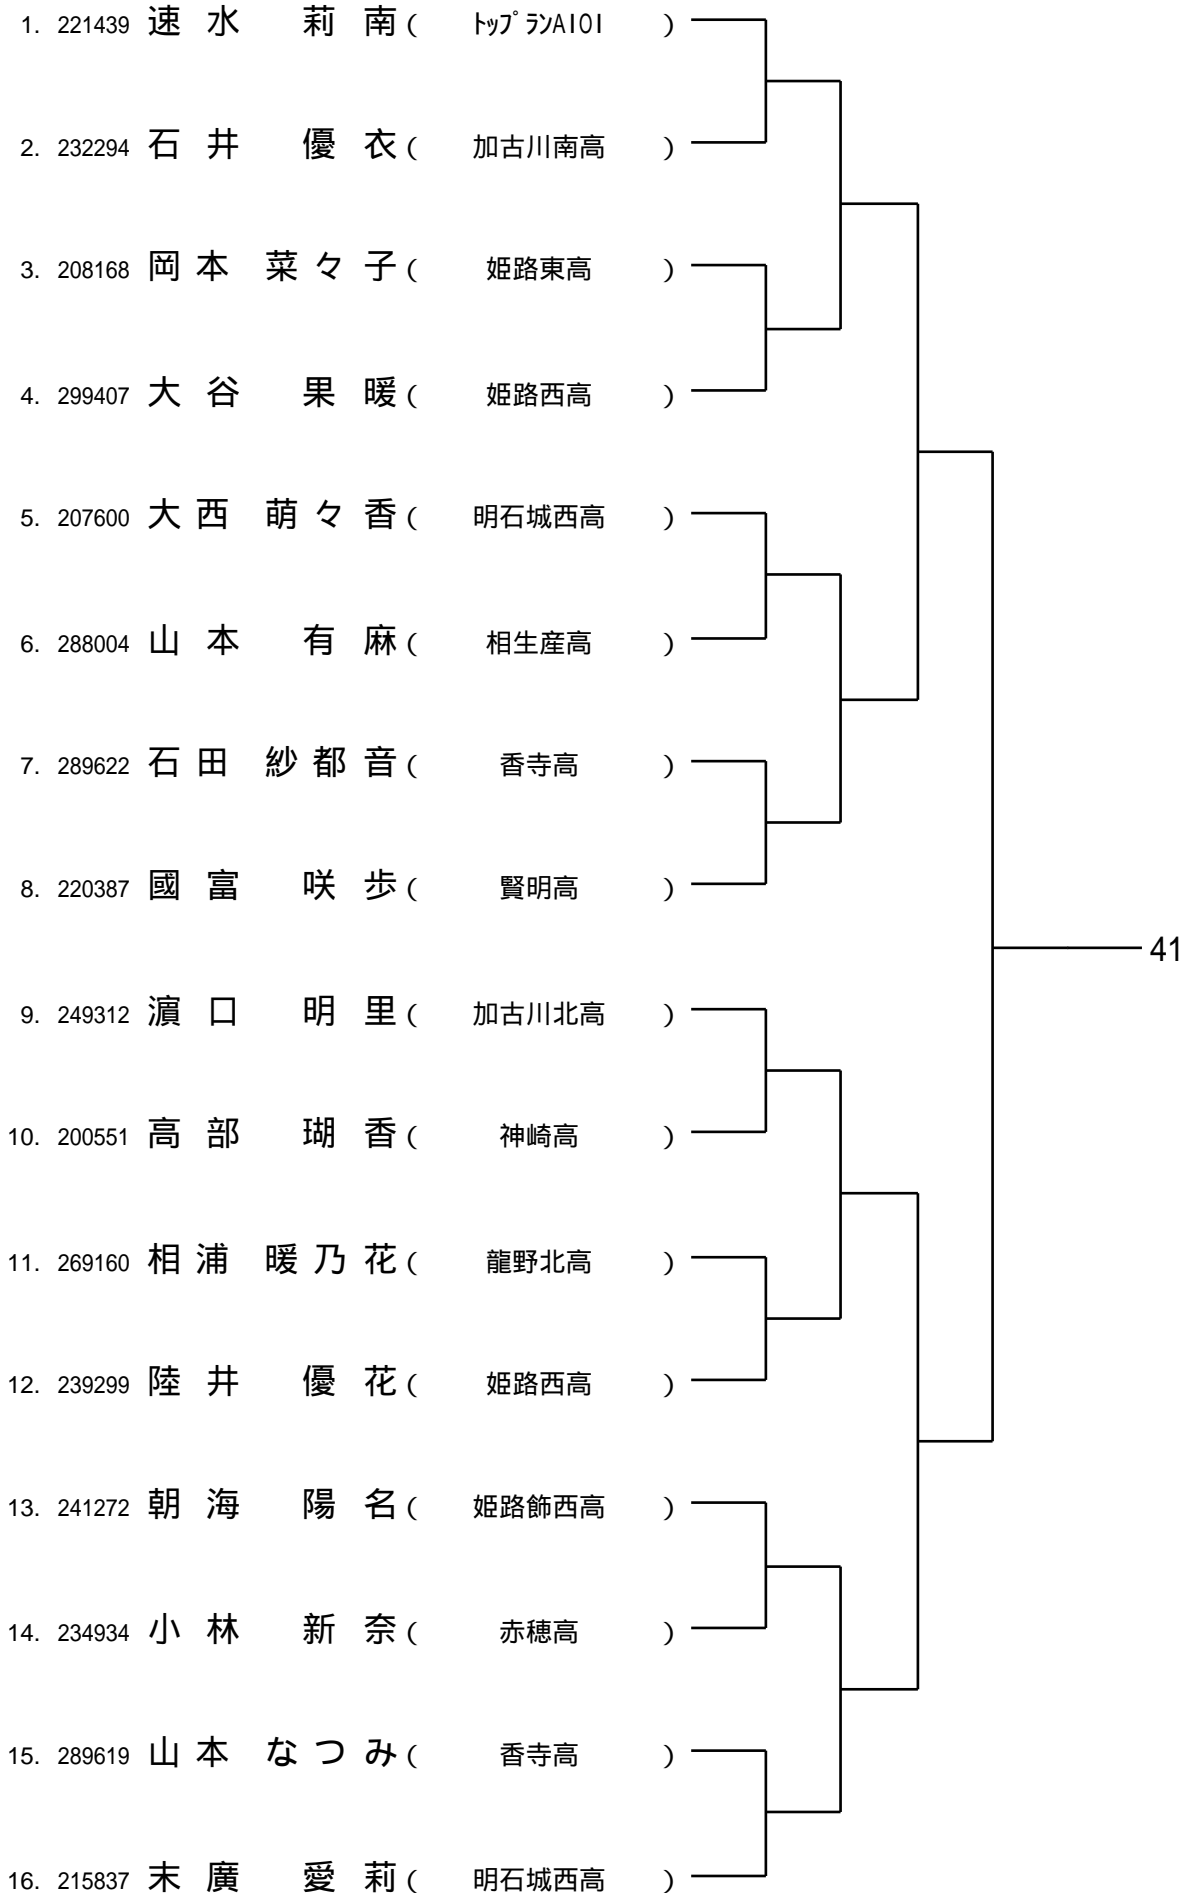 1. 221439 速水 莉南( ﾄｯﾌﾟﾗﾝAIOI )
2. 232294 石井 優衣( 加古川南高 )
3. 208168 岡本 菜々子( 姫路東高 )
4. 299407 大谷 果暖( 姫路西高 )
5. 207600 大西 萌々香( 明石城西高 )
6. 288004 山本 有麻( 相生産高 )
7. 289622 石田 紗都音( 香寺高 )
8. 220387 國富 咲歩( 賢明高 )
41
9. 249312 濵口 明里( 加古川北高 )
10. 200551 高部 瑚香( 神崎高 )
11. 269160 相浦 暖乃花( 龍野北高 )
12. 239299 陸井 優花( 姫路西高 )
13. 241272 朝海 陽名( 姫路飾西高 )
14. 234934 小林 新奈( 赤穂高 )
15. 289619 山本 なつみ( 香寺高 )
16. 215837 末廣 愛莉( 明石城西高 )